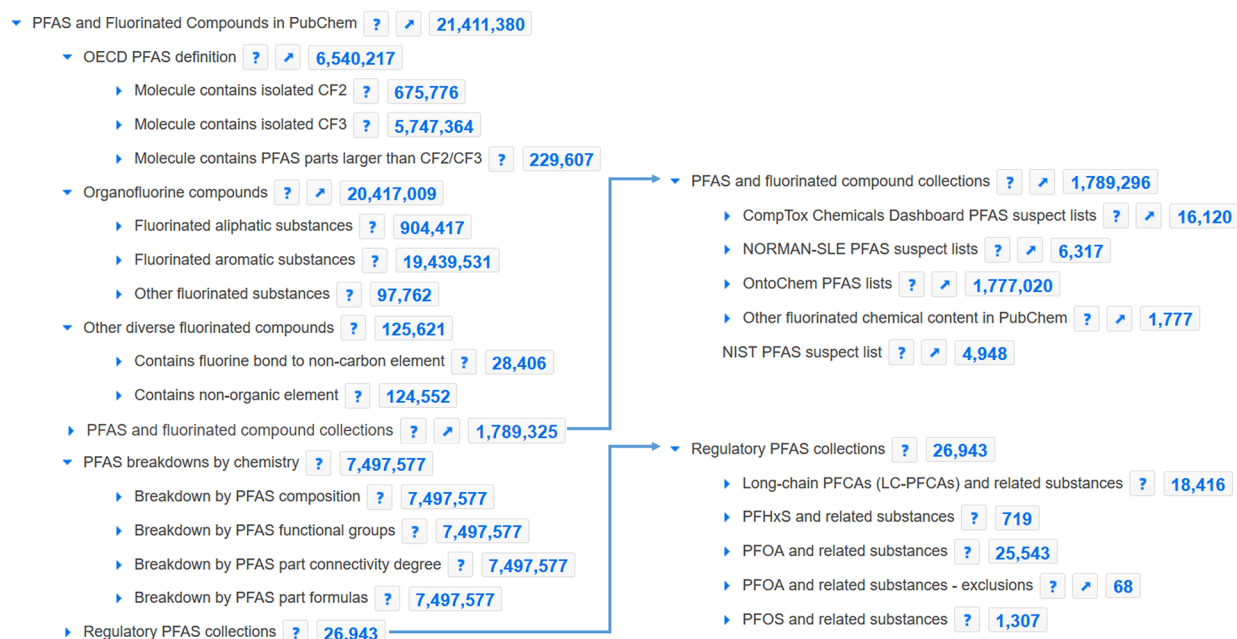 PFAS and Fluorinated Compounds in PubChem ? 21,411,380
OECD PFAS definition ? 6,540,217
Molecule contains isolated CF2 ? 675,776
Molecule contains isolated CF3 ? 5,747,364
Molecule contains PFAS parts larger than CF2/CF3 ? 229,607
Organofluorine compounds ? 20,417,009
Fluorinated aliphatic substances ? 904,417
Fluorinated aromatic substances ? 19,439,531
Other fluorinated substances ? 97,762
Other diverse fluorinated compounds ? 125,621
Contains fluorine bond to non-carbon element ? 28,406
Contains non-organic element ? 124,552
PFAS and fluorinated compound collections ? 1,789,325
PFAS breakdowns by chemistry ? 7,497,577
Breakdown by PFAS composition ? 7,497,577
Breakdown by PFAS functional groups ? 7,497,577
Breakdown by PFAS part connectivity degree ? 7,497,577
Breakdown by PFAS part formulas ? 7,497,577
Regulatory PFAS collections ? 26,943
PFAS and fluorinated compound collections ? 1,789,296
CompTox Chemicals Dashboard PFAS suspect lists ? 16,120
NORMAN-SLE PFAS suspect lists ? 6,317
OntoChem PFAS lists ? 1,777,020
Other fluorinated chemical content in PubChem ? 1,777
NIST PFAS suspect list ? 4,948
Regulatory PFAS collections ? 26,943
Long-chain PFCAs (LC-PFCAs) and related substances ? 18,416
PFHxS and related substances ? 719
PFOA and related substances ? 25,543
PFOA and related substances - exclusions ? 68
PFOS and related substances ? 1,307